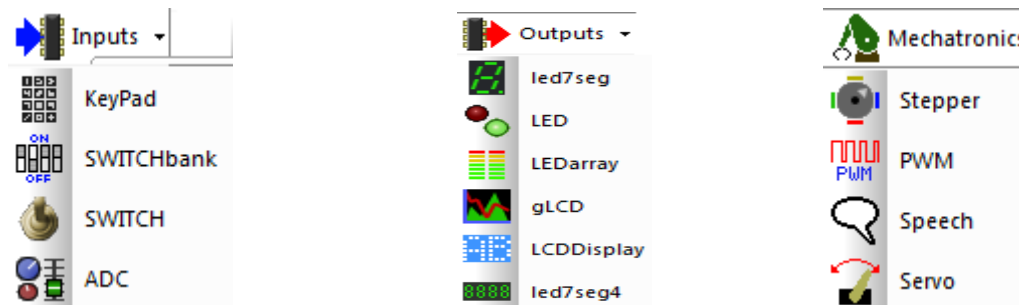 Inputs
KeyPad
ON
OFF
SWITCHbank
SWITCH
ADC
Outputs
led7seg
LED
LEDarray
gLCD
LCDDisplay
8888
led7seg4
Mechatronics
Stepper
PWM
PWM
Speech
Servo